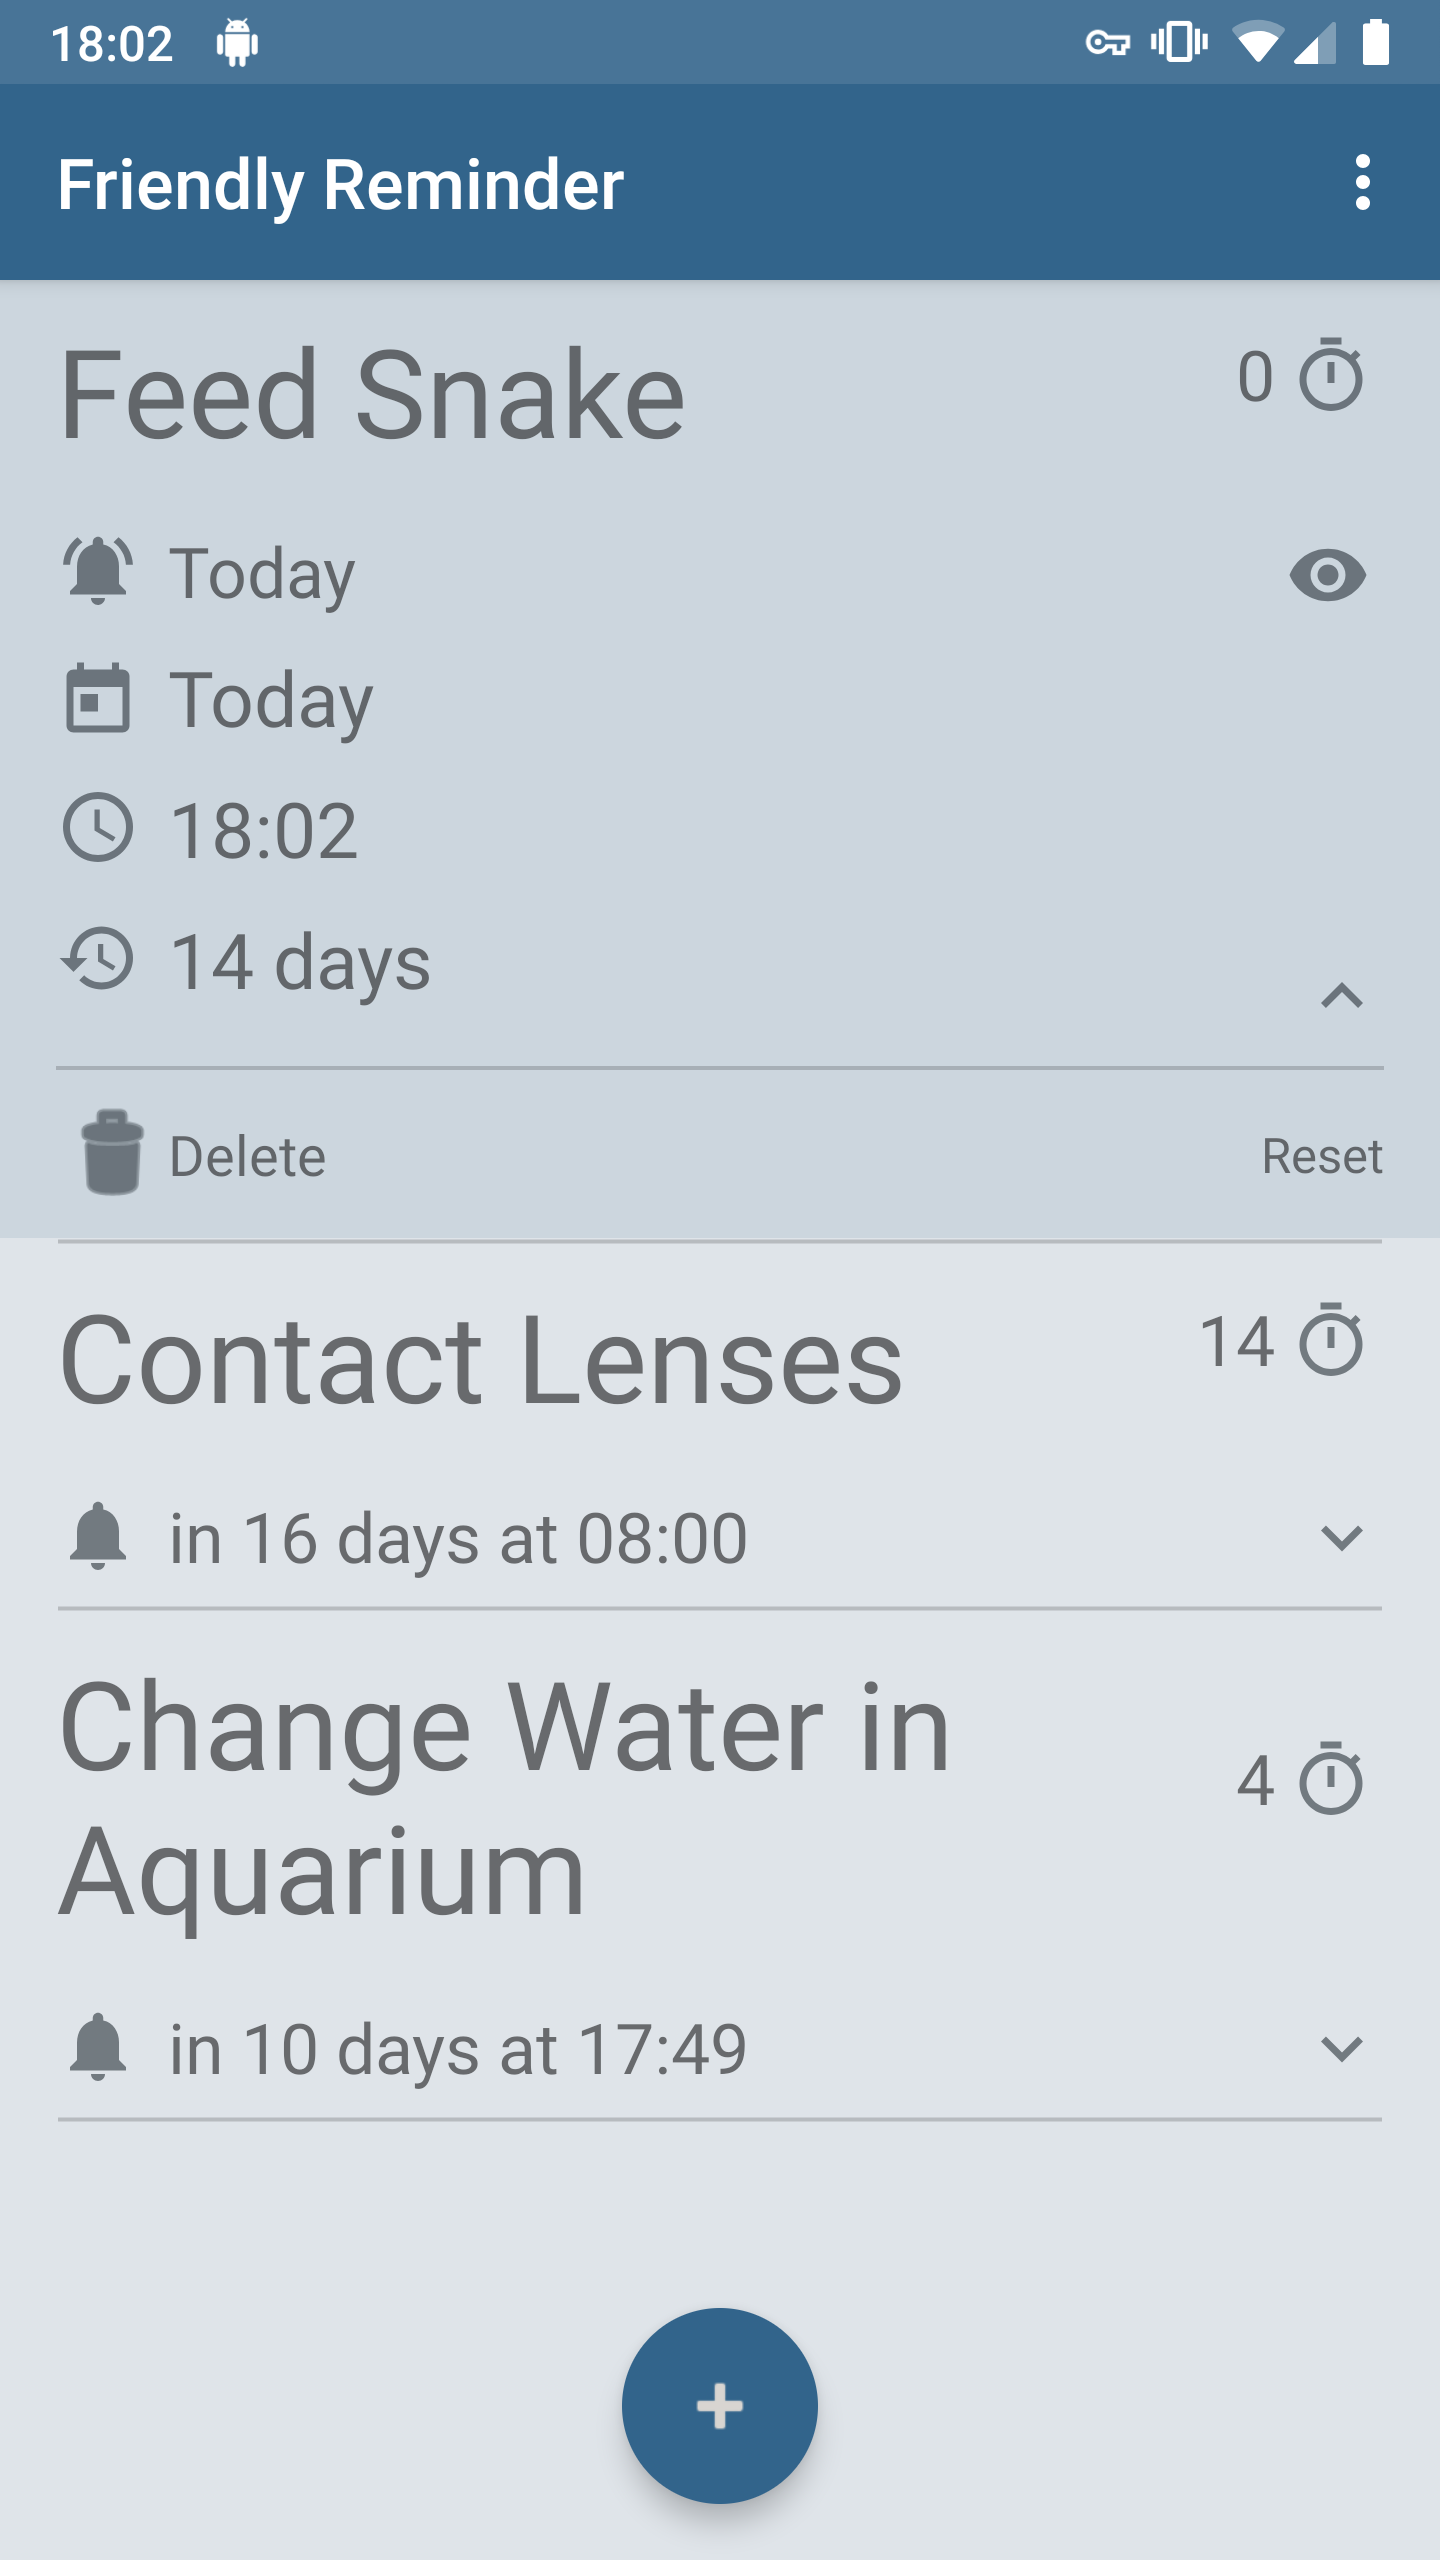 18:02
Friendly Reminder
Feed Snake
0
Today
Today
18:02
14 days
Delete
Reset
Contact Lenses
14
in 16 days at 08:00
Change Water in
Aquarium
4
in 10 days at 17:49